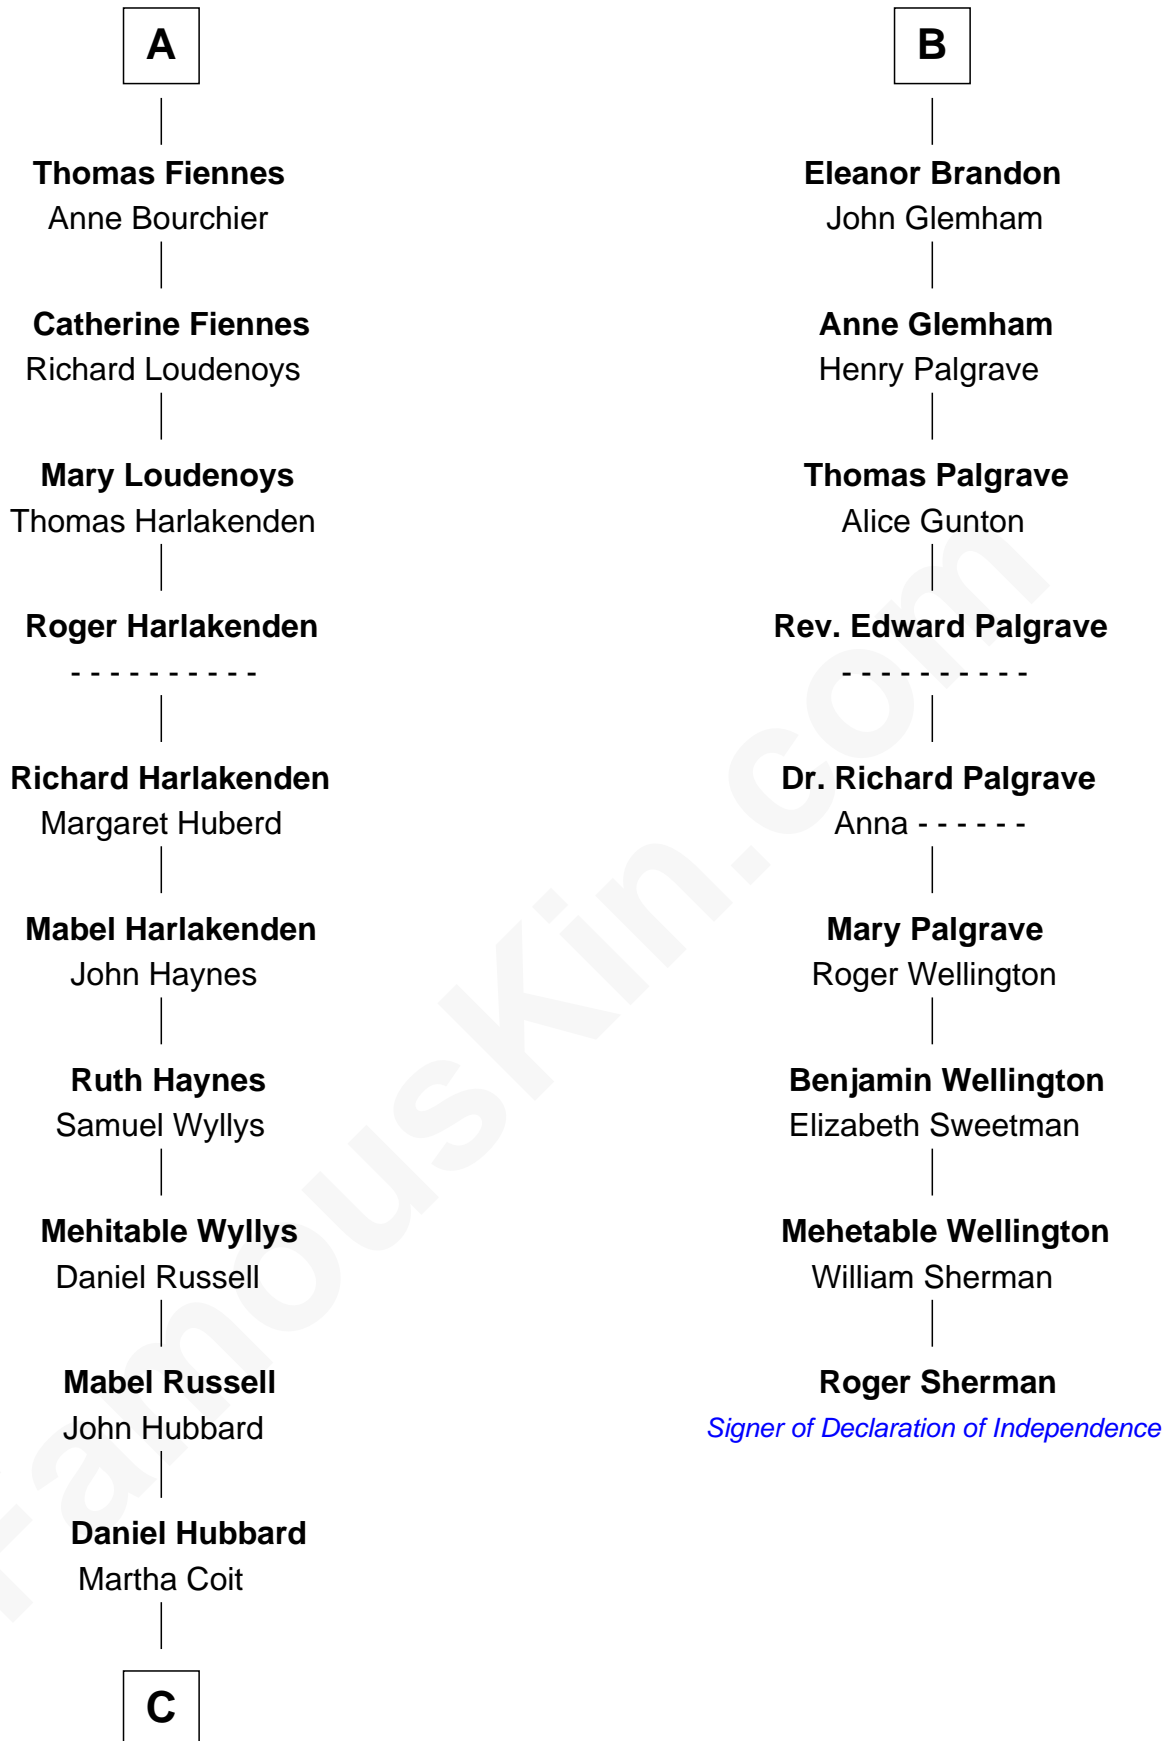 A
Thomas Fiennes
Anne Bourchier
Catherine Fiennes
Richard Loudenoys
Mary Loudenoys
Thomas Harlakenden
Roger Harlakenden
- - - - - - - - - -
Richard Harlakenden
Margaret Huberd
Mabel Harlakenden
John Haynes
Ruth Haynes
Samuel Wyllys
Mehitable Wyllys
Daniel Russell
Mabel Russell
John Hubbard
Daniel Hubbard
Martha Coit
C
B
Eleanor Brandon
John Glemham
Anne Glemham
Henry Palgrave
Thomas Palgrave
Alice Gunton
Rev. Edward Palgrave
- - - - - - - - - -
Dr. Richard Palgrave
Anna - - - - - -
Mary Palgrave
Roger Wellington
Benjamin Wellington
Elizabeth Sweetman
Mehetable Wellington
William Sherman
Roger Sherman
Signer of Declaration of Independence
FamousKin.com